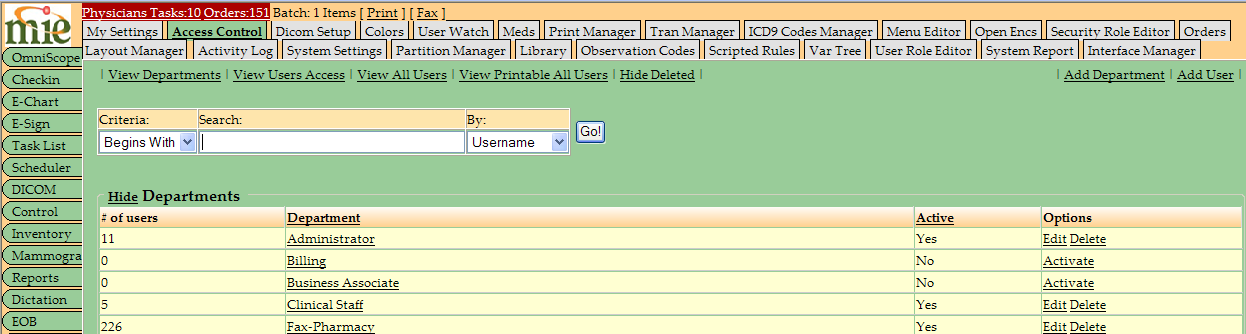 mie
Physicians Tasks:10 Orders:151 Batch: 1 Items [ Print ] [ Fax ]
My Settings Access Control Dicom Setup Colors User Watch Meds Print Manager Tran Manager ICD9 Codes Manager Menu Editor Open Encs Security Role Editor Orders
Layout Manager Activity Log System Settings Partition Manager Library Observation Codes Scripted Rules Var Tree User Role Editor System Report Interface Manager
OmniScope
Checkin
E-Chart
E-Sign
Task List
Scheduler
DICOM
Control
Inventory
Mammogra
Reports
Dictation
EOB
| View Departments | View Users Access | View All Users | View Printable All Users | Hide Deleted | | Add Department | Add User |
Criteria: Search: By:
Begins With Username Go!
Hide Departments
# of users Department Active Options
11 Administrator Yes Edit Delete
0 Billing No Activate
0 Business Associate No Activate
5 Clinical Staff Yes Edit Delete
226 Fax-Pharmacy Yes Edit Delete